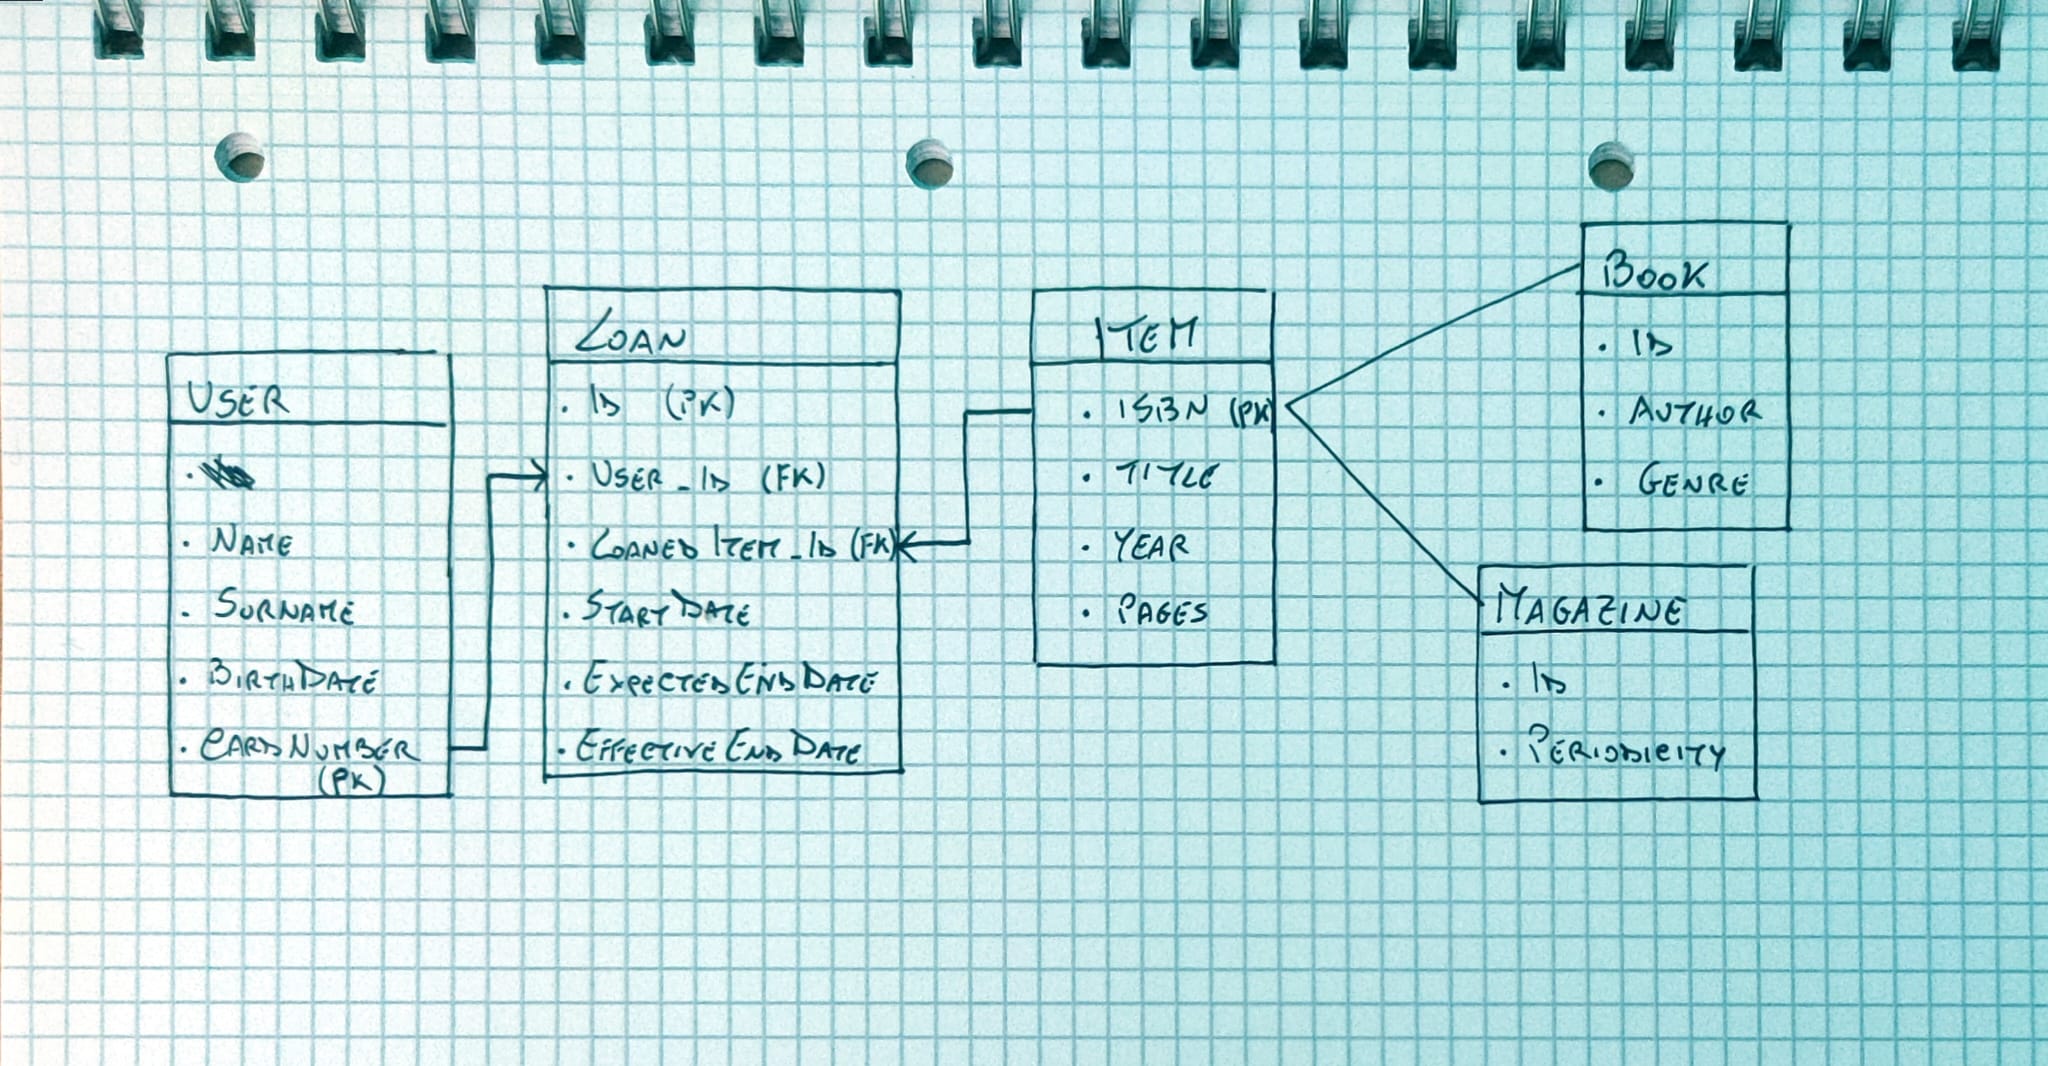 USER
· NAME
· SURNAME
· BIRTHDATE
· CARDNUMBER
(PK)
LOAN
· ID (PK)
· USER_ID (FK)
· LOANED ITEM_ID (FK)
· START DATE
· EXPECTED END DATE
· EFFECTIVE END DATE
ITEM
· ISBN (PK)
· TITLE
· YEAR
· PAGES
BOOK
· ID
· AUTHOR
· GENRE
MAGAZINE
· ID
· PERIODICITY